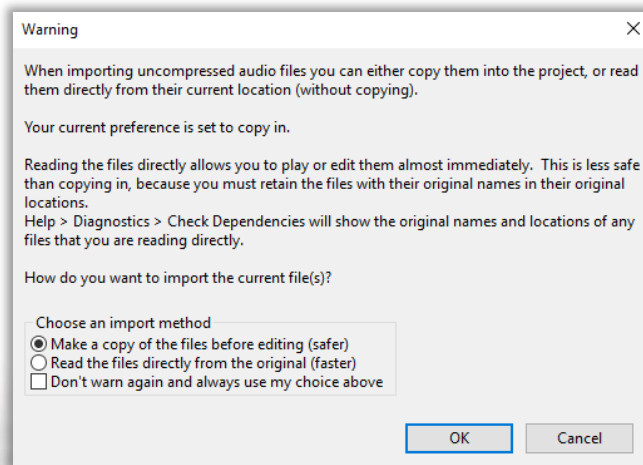 Warning
When importing uncompressed audio files you can either copy them into the project, or read
them directly from their current location (without copying).
Your current preference is set to copy in.
Reading the files directly allows you to play or edit them almost immediately.  This is less safe
than copying in, because you must retain the files with their original names in their original
locations.
Help > Diagnostics > Check Dependencies will show the original names and locations of any
files that you are reading directly.
How do you want to import the current file(s)?
Choose an import method
Make a copy of the files before editing (safer)
Read the files directly from the original (faster)
Don't warn again and always use my choice above
OK Cancel